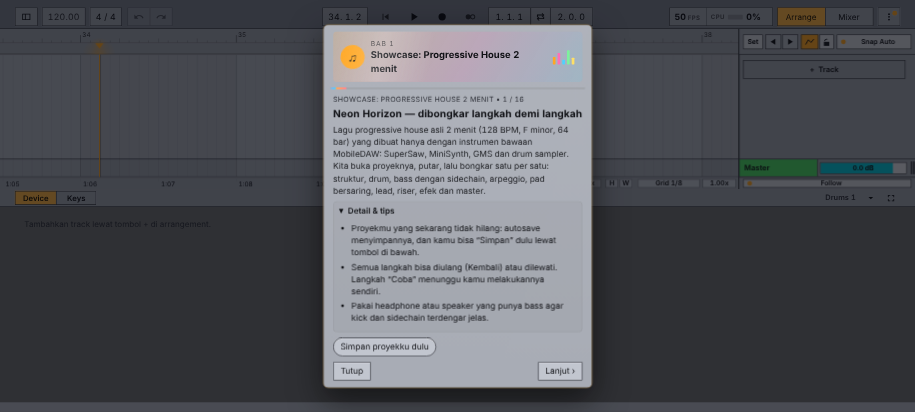 120.00
4 / 4
34. 1. 2
1. 1. 1
2. 0. 0
50 FPS
CPU
0%
Arrange
Mixer
34
35
38
Set
Snap Auto
+ Track
BAB 1
Showcase: Progressive House 2
menit
SHOWCASE: PROGRESSIVE HOUSE 2 MENIT • 1 / 16
Neon Horizon — dibongkar langkah demi langkah
Lagu progressive house asli 2 menit (128 BPM, F minor, 64
bar) yang dibuat hanya dengan instrumen bawaan
MobileDAW: SuperSaw, MiniSynth, GMS dan drum sampler.
Kita buka proyeknya, putar, lalu bongkar satu per satu:
struktur, drum, bass dengan sidechain, arpeggio, pad
bersaring, lead, riser, efek dan master.
▼ Detail & tips
• Proyekmu yang sekarang tidak hilang: autosave
menyimpannya, dan kamu bisa "Simpan" dulu lewat
tombol di bawah.
• Semua langkah bisa diulang (Kembali) atau dilewati.
Langkah "Coba" menunggu kamu melakukannya
sendiri.
• Pakai headphone atau speaker yang punya bass agar
kick dan sidechain terdengar jelas.
Simpan proyekku dulu
Tutup
Lanjut ›
Master
0.0 dB
1:05
1:06
1:07
1:08
H
W
Grid 1/8
1.00x
Follow
Device
Keys
Drums 1
Tambahkan track lewat tombol + di arrangement.